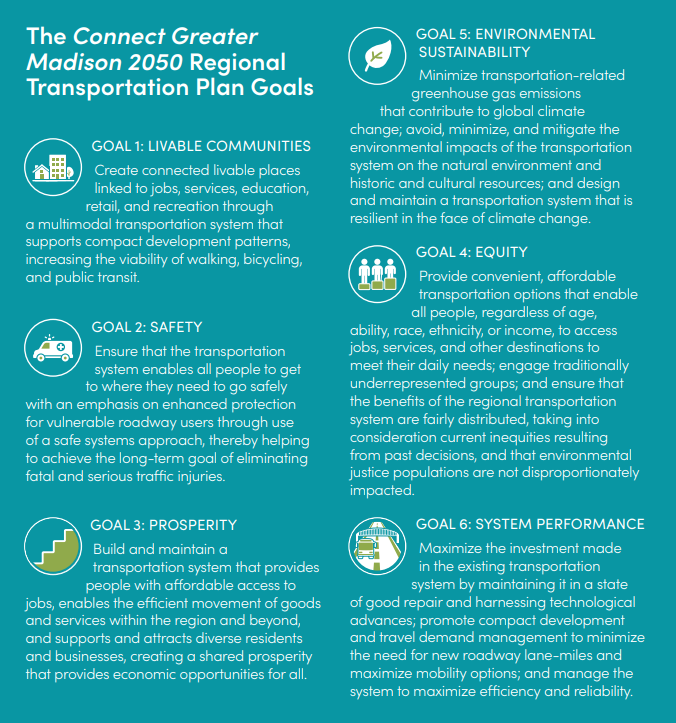 The Connect Greater
Madison 2050 Regional
Transportation Plan Goals
GOAL 1: LIVABLE COMMUNITIES
Create connected livable places
linked to jobs, services, education,
retail, and recreation through
a multimodal transportation system that
supports compact development patterns,
increasing the viability of walking, bicycling,
and public transit.
GOAL 2: SAFETY
Ensure that the transportation
system enables all people to get
to where they need to go safely
with an emphasis on enhanced protection
for vulnerable roadway users through use
of a safe systems approach, thereby helping
to achieve the long-term goal of eliminating
fatal and serious traffic injuries.
GOAL 3: PROSPERITY
Build and maintain a
transportation system that provides
people with affordable access to
jobs, enables the efficient movement of goods
and services within the region and beyond,
and supports and attracts diverse residents
and businesses, creating a shared prosperity
that provides economic opportunities for all.
GOAL 5: ENVIRONMENTAL
SUSTAINABILITY
Minimize transportation-related
greenhouse gas emissions
that contribute to global climate
change; avoid, minimize, and mitigate the
environmental impacts of the transportation
system on the natural environment and
historic and cultural resources; and design
and maintain a transportation system that is
resilient in the face of climate change.
GOAL 4: EQUITY
Provide convenient, affordable
transportation options that enable
all people, regardless of age,
ability, race, ethnicity, or income, to access
jobs, services, and other destinations to
meet their daily needs; engage traditionally
underrepresented groups; and ensure that
the benefits of the regional transportation
system are fairly distributed, taking into
consideration current inequities resulting
from past decisions, and that environmental
justice populations are not disproportionately
impacted.
GOAL 6: SYSTEM PERFORMANCE
Maximize the investment made
in the existing transportation
system by maintaining it in a state
of good repair and harnessing technological
advances; promote compact development
and travel demand management to minimize
the need for new roadway lane-miles and
maximize mobility options; and manage the
system to maximize efficiency and reliability.